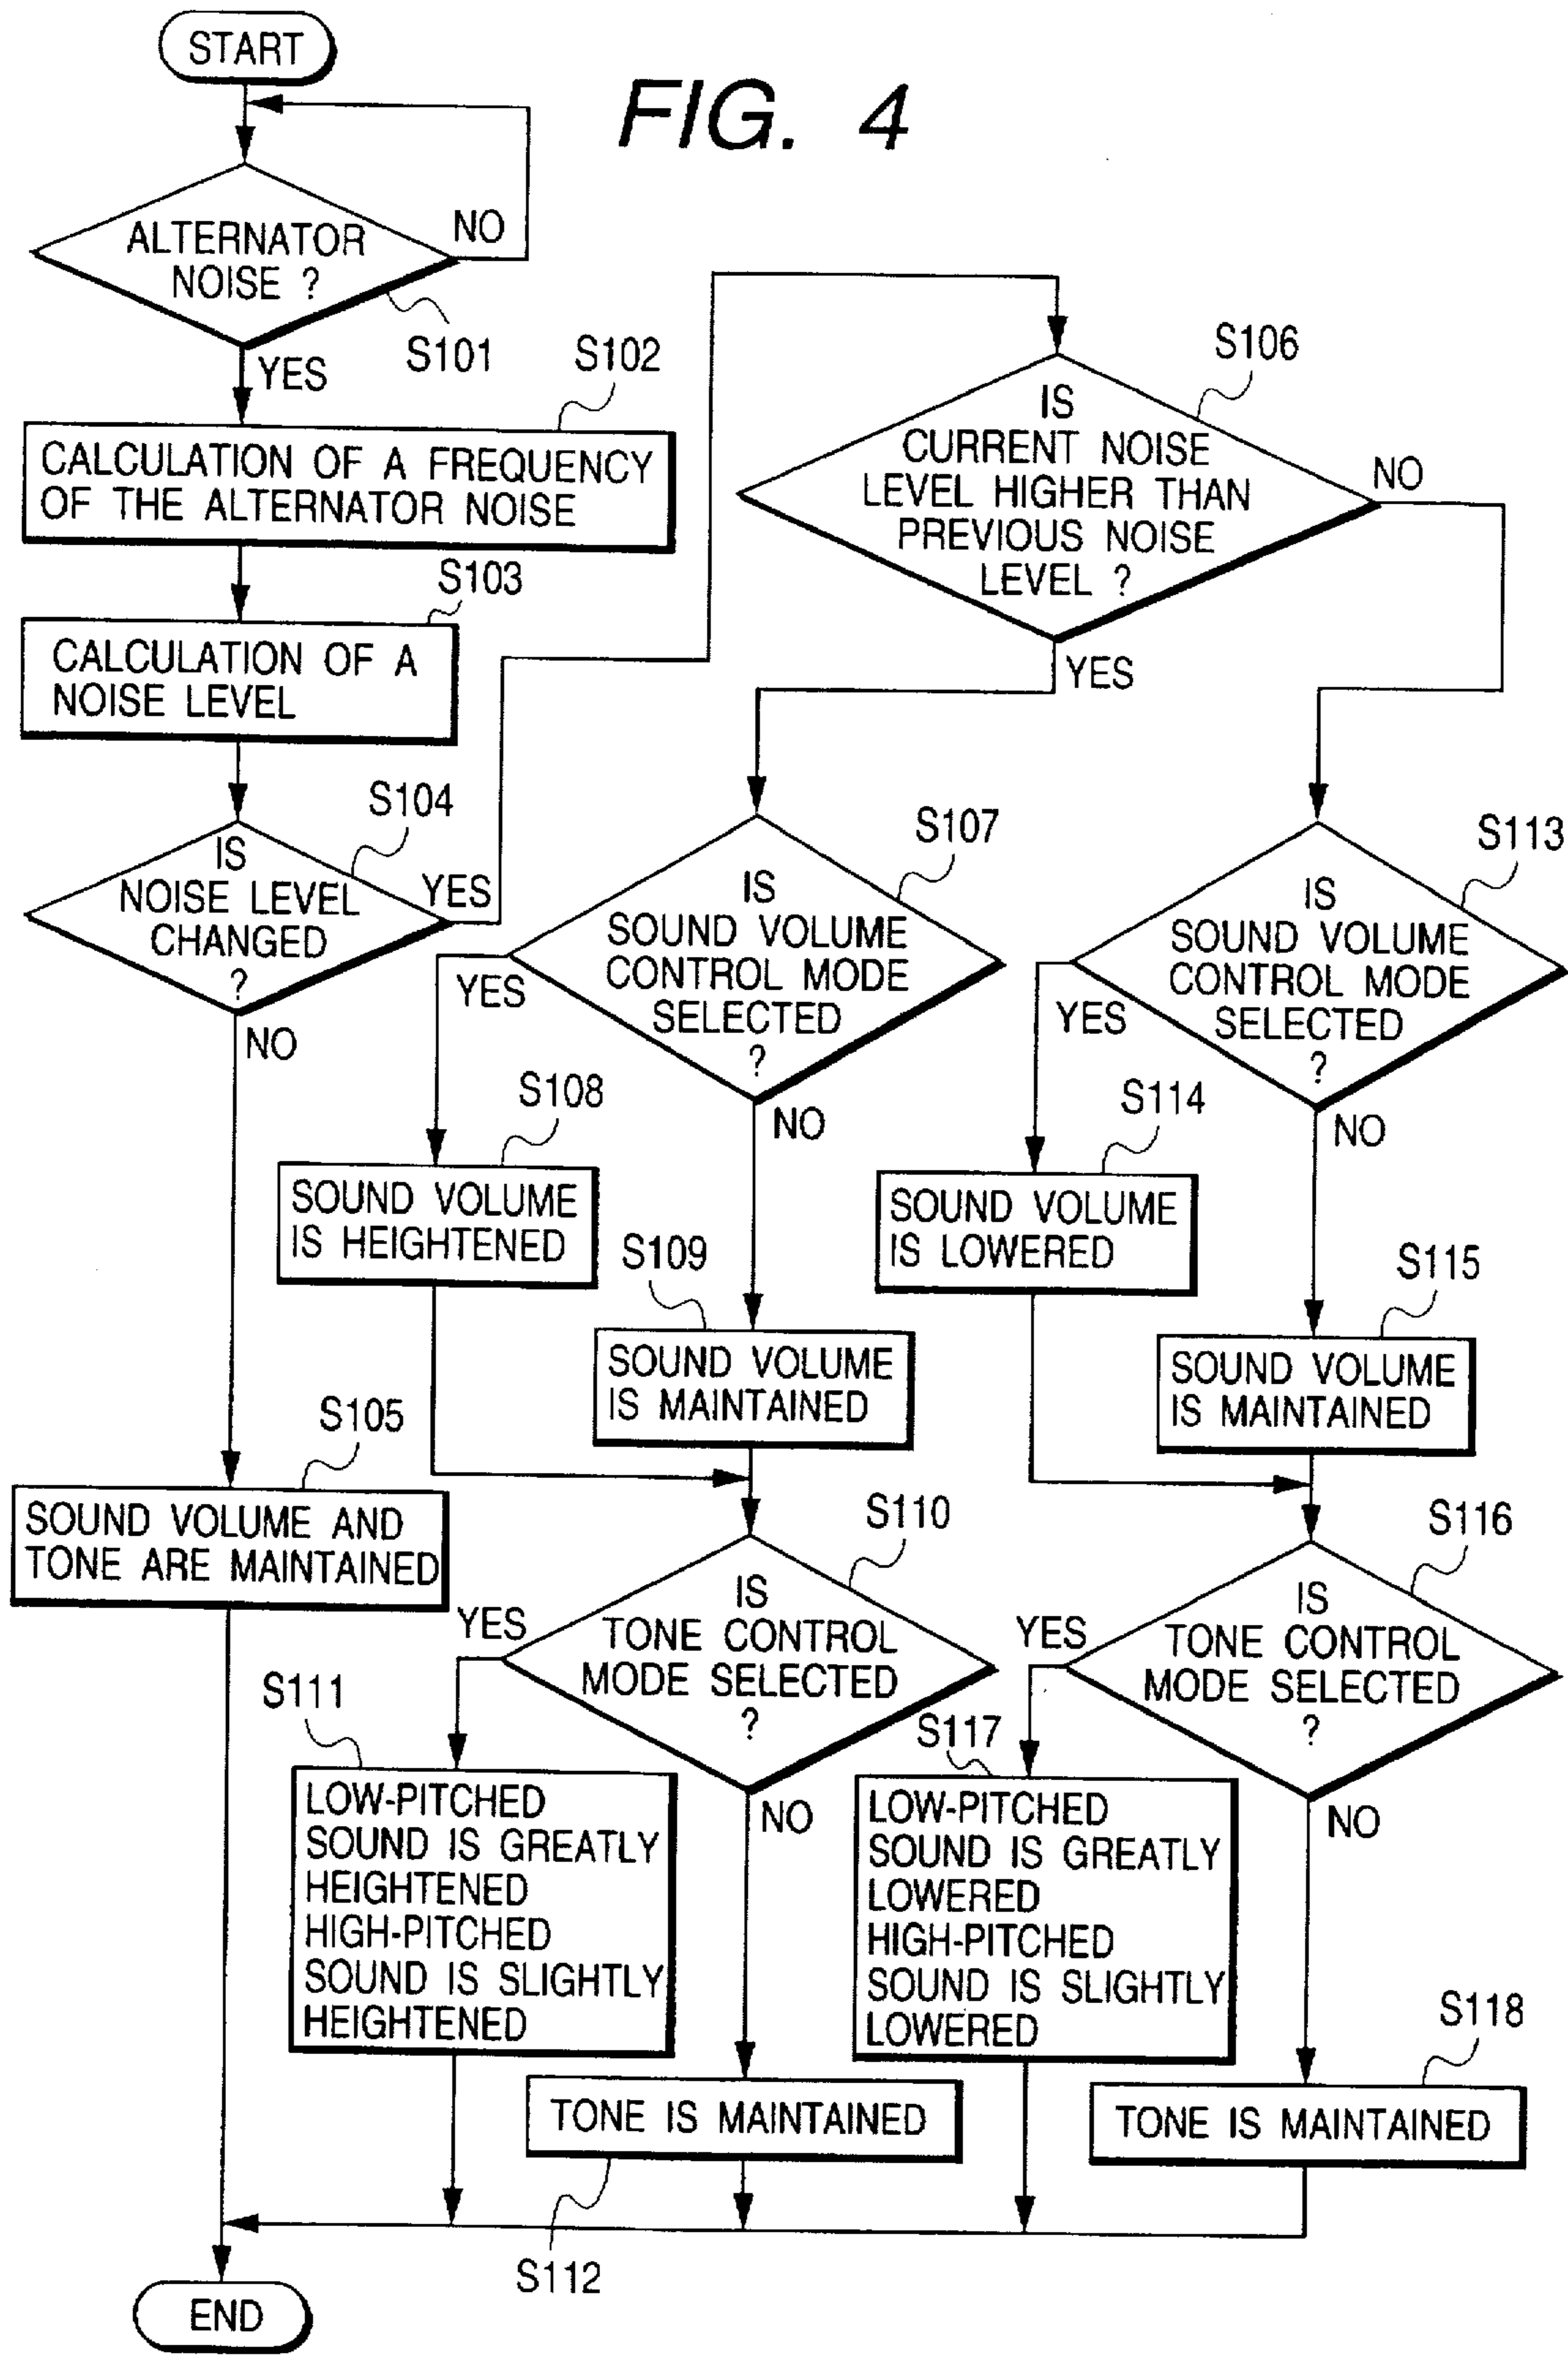 START
FIG. 4
ALTERNATOR
NOISE ?
NO
S101
YES
S102
CALCULATION OF A FREQUENCY
OF THE ALTERNATOR NOISE
S103
CALCULATION OF A
NOISE LEVEL
S104
IS
NOISE LEVEL
CHANGED
?
YES
NO
S105
SOUND VOLUME AND
TONE ARE MAINTAINED
S106
IS
CURRENT NOISE
LEVEL HIGHER THAN
PREVIOUS NOISE
LEVEL ?
NO
YES
S107
IS
SOUND VOLUME
CONTROL MODE
SELECTED
?
YES
NO
S108
SOUND VOLUME
IS HEIGHTENED
S109
SOUND VOLUME
IS MAINTAINED
S110
IS
TONE CONTROL
MODE SELECTED
?
YES
NO
S111
LOW-PITCHED
SOUND IS GREATLY
HEIGHTENED
HIGH-PITCHED
SOUND IS SLIGHTLY
HEIGHTENED
TONE IS MAINTAINED
S112
S113
IS
SOUND VOLUME
CONTROL MODE
SELECTED
?
YES
NO
S114
SOUND VOLUME
IS LOWERED
S115
SOUND VOLUME
IS MAINTAINED
S116
IS
TONE CONTROL
MODE SELECTED
?
YES
NO
S117
LOW-PITCHED
SOUND IS GREATLY
LOWERED
HIGH-PITCHED
SOUND IS SLIGHTLY
LOWERED
S118
TONE IS MAINTAINED
END